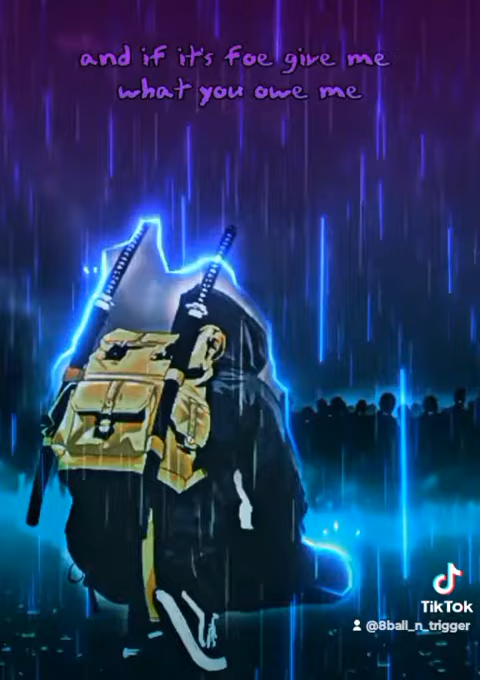 and if it's foe give me
what you owe me
TikTok
@8ball_n_trigger